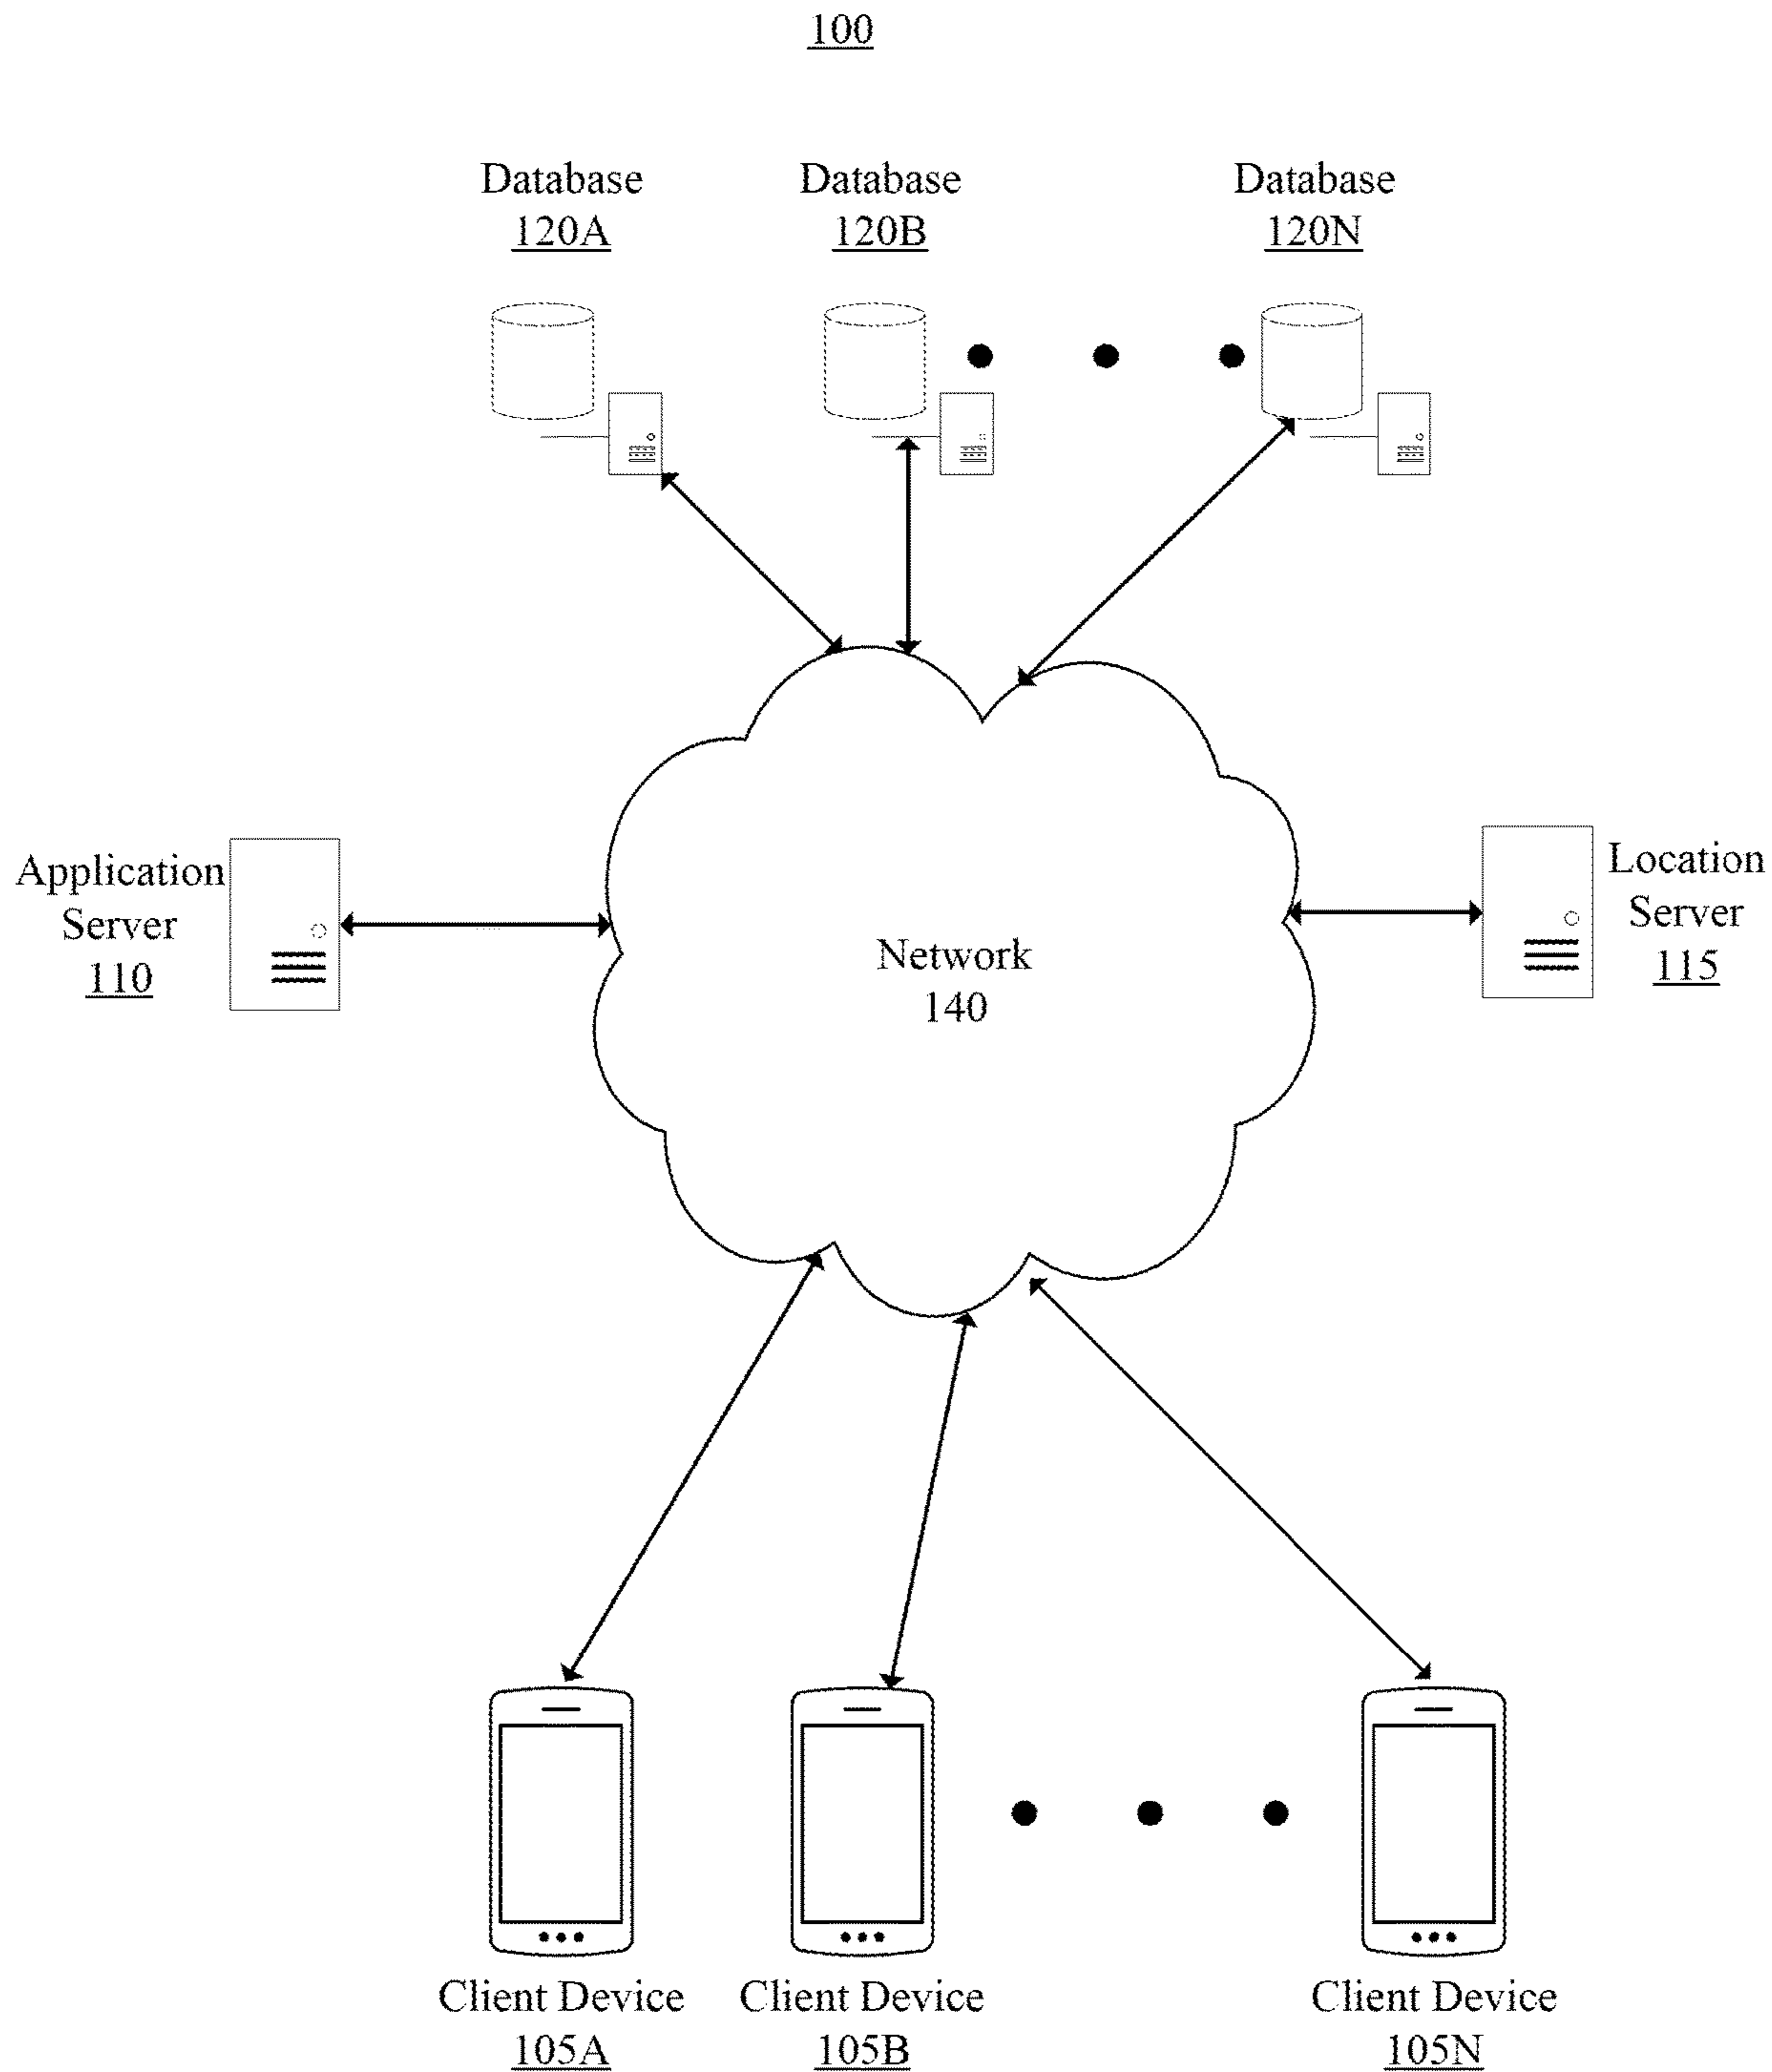 100
Database
120A
Database
120B
Database
120N
Application
Server
110
Network
140
Location
Server
115
Client Device
105A
Client Device
105B
Client Device
105N